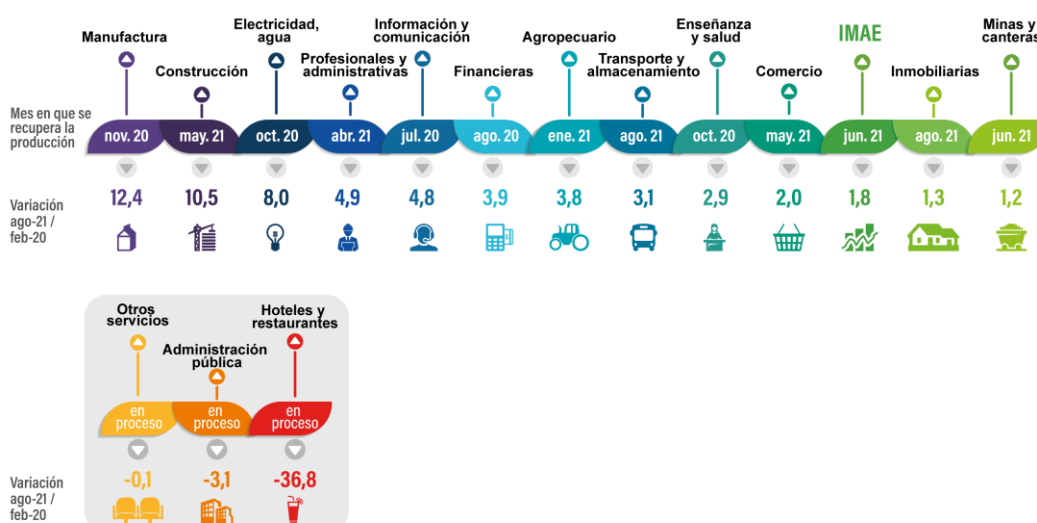 Manufactura
Construcción
Electricidad,
agua
Profesionales y
administrativas
Información y
comunicación
Financieras
Agropecuario
Transporte y
almacenamiento
Enseñanza
y salud
Comercio
IMAE
Inmobiliarias
Minas y
canteras
Mes en que se
recupera la
producción
nov. 20 may. 21 oct. 20 abr. 21 jul. 20 ago. 20 ene. 21 ago. 21 oct. 20 may. 21 jun. 21 ago. 21 jun. 21
Variación
ago-21 /
feb-20
12,4 10,5 8,0 4,9 4,8 3,9 3,8 3,1 2,9 2,0 1,8 1,3 1,2
Otros
servicios
Administración
pública
Hoteles y
restaurantes
en
proceso
en
proceso
en
proceso
Variación
ago-21 /
feb-20
-0,1 -3,1 -36,8